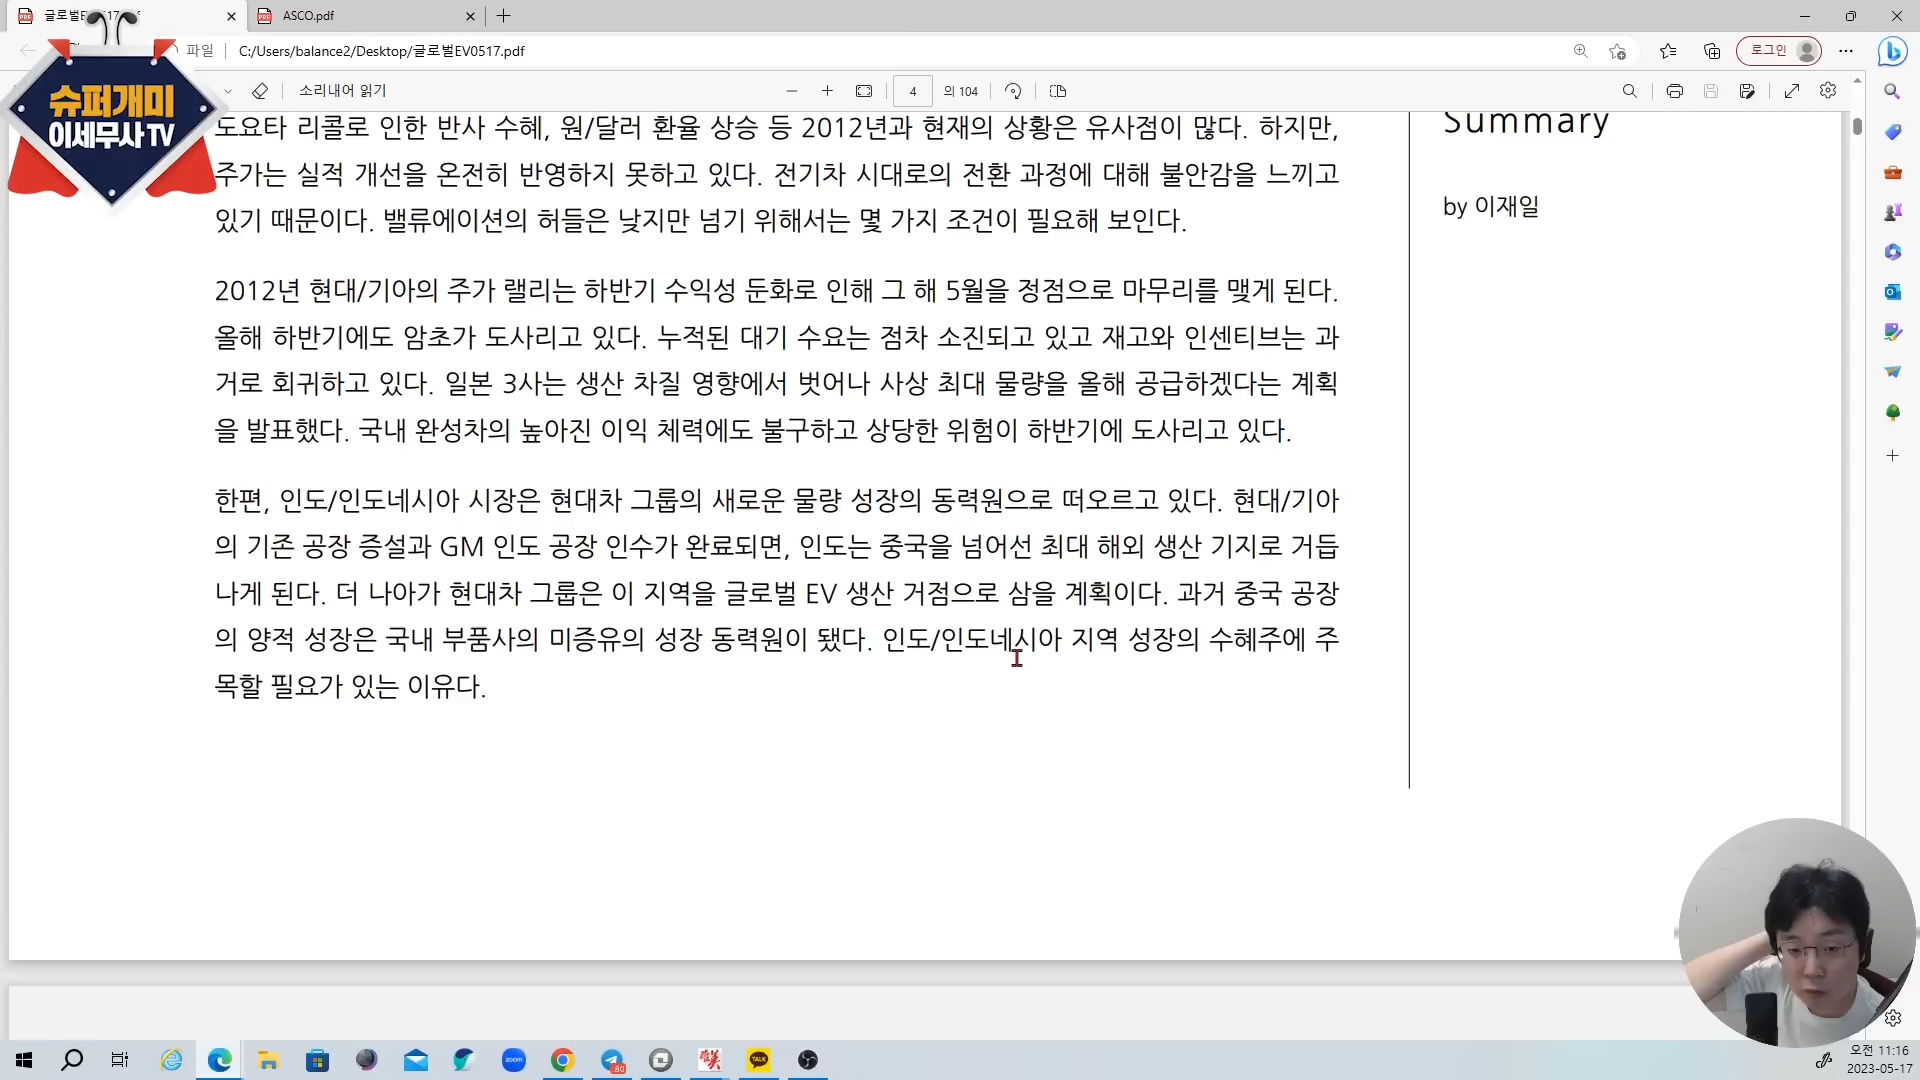 ASCO.pdf
파일
C:/Users/balance2/Desktop/글로벌EV0517.pdf
로그인
슈퍼개미
이세무사TV
소리내어 읽기
4
의 104
도요타 리콜로 인한 반사 수혜, 원/달러 환율 상승 등 2012년과 현재의 상황은 유사점이 많다. 하지만,
주가는 실적 개선을 온전히 반영하지 못하고 있다. 전기차 시대로의 전환 과정에 대해 불안감을 느끼고
있기 때문이다. 밸류에이션의 허들은 낮지만 넘기 위해서는 몇 가지 조건이 필요해 보인다.
2012년 현대/기아의 주가 랠리는 하반기 수익성 둔화로 인해 그 해 5월을 정점으로 마무리를 맺게 된다.
올해 하반기에도 암초가 도사리고 있다. 누적된 대기 수요는 점차 소진되고 있고 재고와 인센티브는 과
거로 회귀하고 있다. 일본 3사는 생산 차질 영향에서 벗어나 사상 최대 물량을 올해 공급하겠다는 계획
을 발표했다. 국내 완성차의 높아진 이익 체력에도 불구하고 상당한 위험이 하반기에 도사리고 있다.
한편, 인도/인도네시아 시장은 현대차 그룹의 새로운 물량 성장의 동력원으로 떠오르고 있다. 현대/기아
의 기존 공장 증설과 GM 인도 공장 인수가 완료되면, 인도는 중국을 넘어선 최대 해외 생산 기지로 거듭
나게 된다. 더 나아가 현대차 그룹은 이 지역을 글로벌 EV 생산 거점으로 삼을 계획이다. 과거 중국 공장
의 양적 성장은 국내 부품사의 미증유의 성장 동력원이 됐다. 인도/인도네시아 지역 성장의 수혜주에 주
목할 필요가 있는 이유다.
Summary
by 이재일
zoom
80
TALK
오전 11:16
2023-05-17